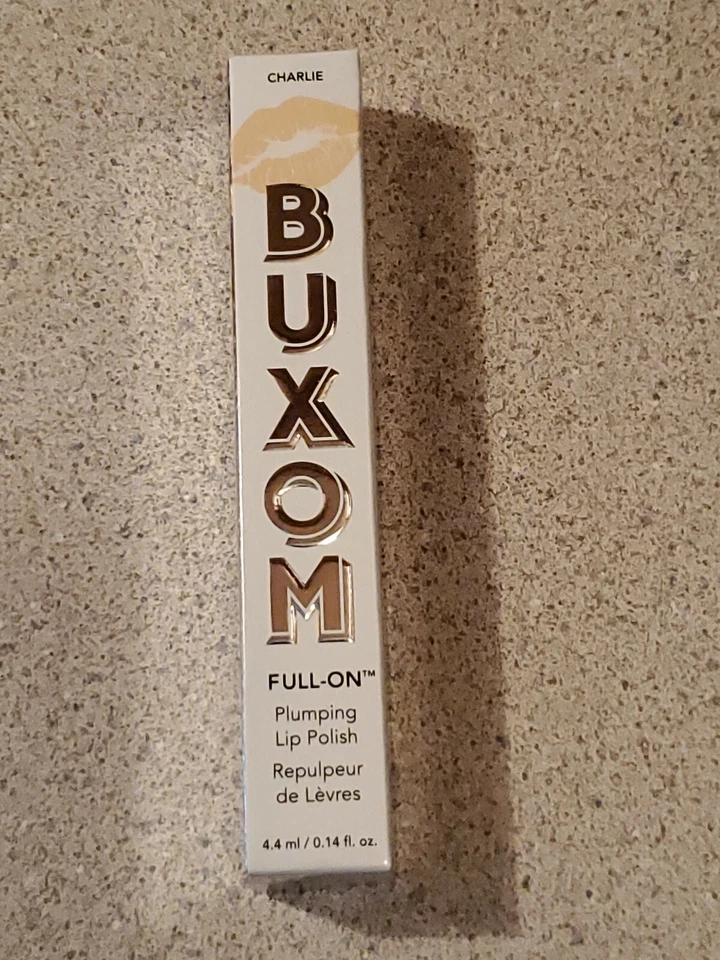 CHARLIE
BUXOM
FULL-ON™
Plumping
Lip Polish
Repulpeur
de Lèvres
4.4 ml / 0.14 fl. oz.